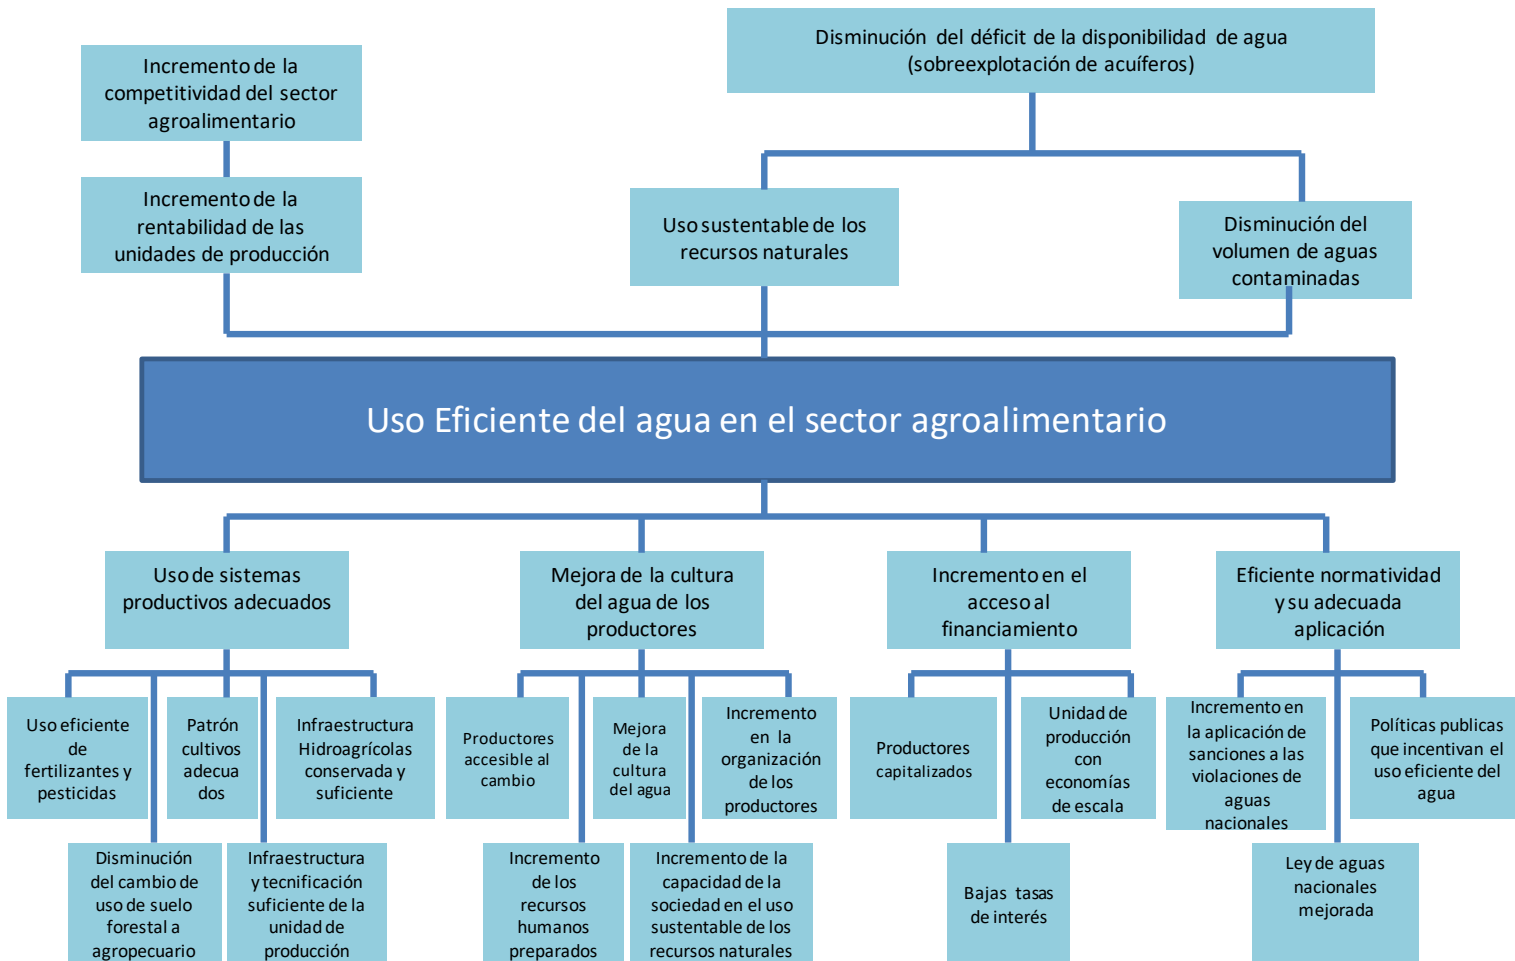 Disminución del déficit de la disponibilidad de agua
(sobreexplotación de acuíferos)
Incremento de la
competitividad del sector
agroalimentario
Incremento de la
rentabilidad de las
unidades de producción
Uso sustentable de los
recursos naturales
Disminución del
volumen de aguas
contaminadas
Uso Eficiente del agua en el sector agroalimentario
Uso de sistemas
productivos adecuados
Mejora de la cultura
del agua de los
productores
Incremento en el
acceso al
financiamiento
Eficiente normatividad
y su adecuada
aplicación
Uso eficiente
de
fertilizantes y
pesticidas
Patrón
cultivos
adecua
dos
Infraestructura
Hidroagrícolas
conservada y
suficiente
Productores
accesible al
cambio
Mejora
de la
cultura
del agua
Incremento
en la
organización
de los
productores
Productores
capitalizados
Unidad de
producción
con
economías
de escala
Incremento en
la aplicación de
sanciones a las
violaciones de
aguas
nacionales
Políticas publicas
que incentivan el
uso eficiente del
agua
Disminución
del cambio de
uso de suelo
forestal a
agropecuario
Infraestructura
y tecnificación
suficiente de la
unidad de
producción
Incremento
de los
recursos
humanos
preparados
Incremento de la
capacidad de la
sociedad en el uso
sustentable de los
recursos naturales
Bajas tasas
de interés
Ley de aguas
nacionales
mejorada